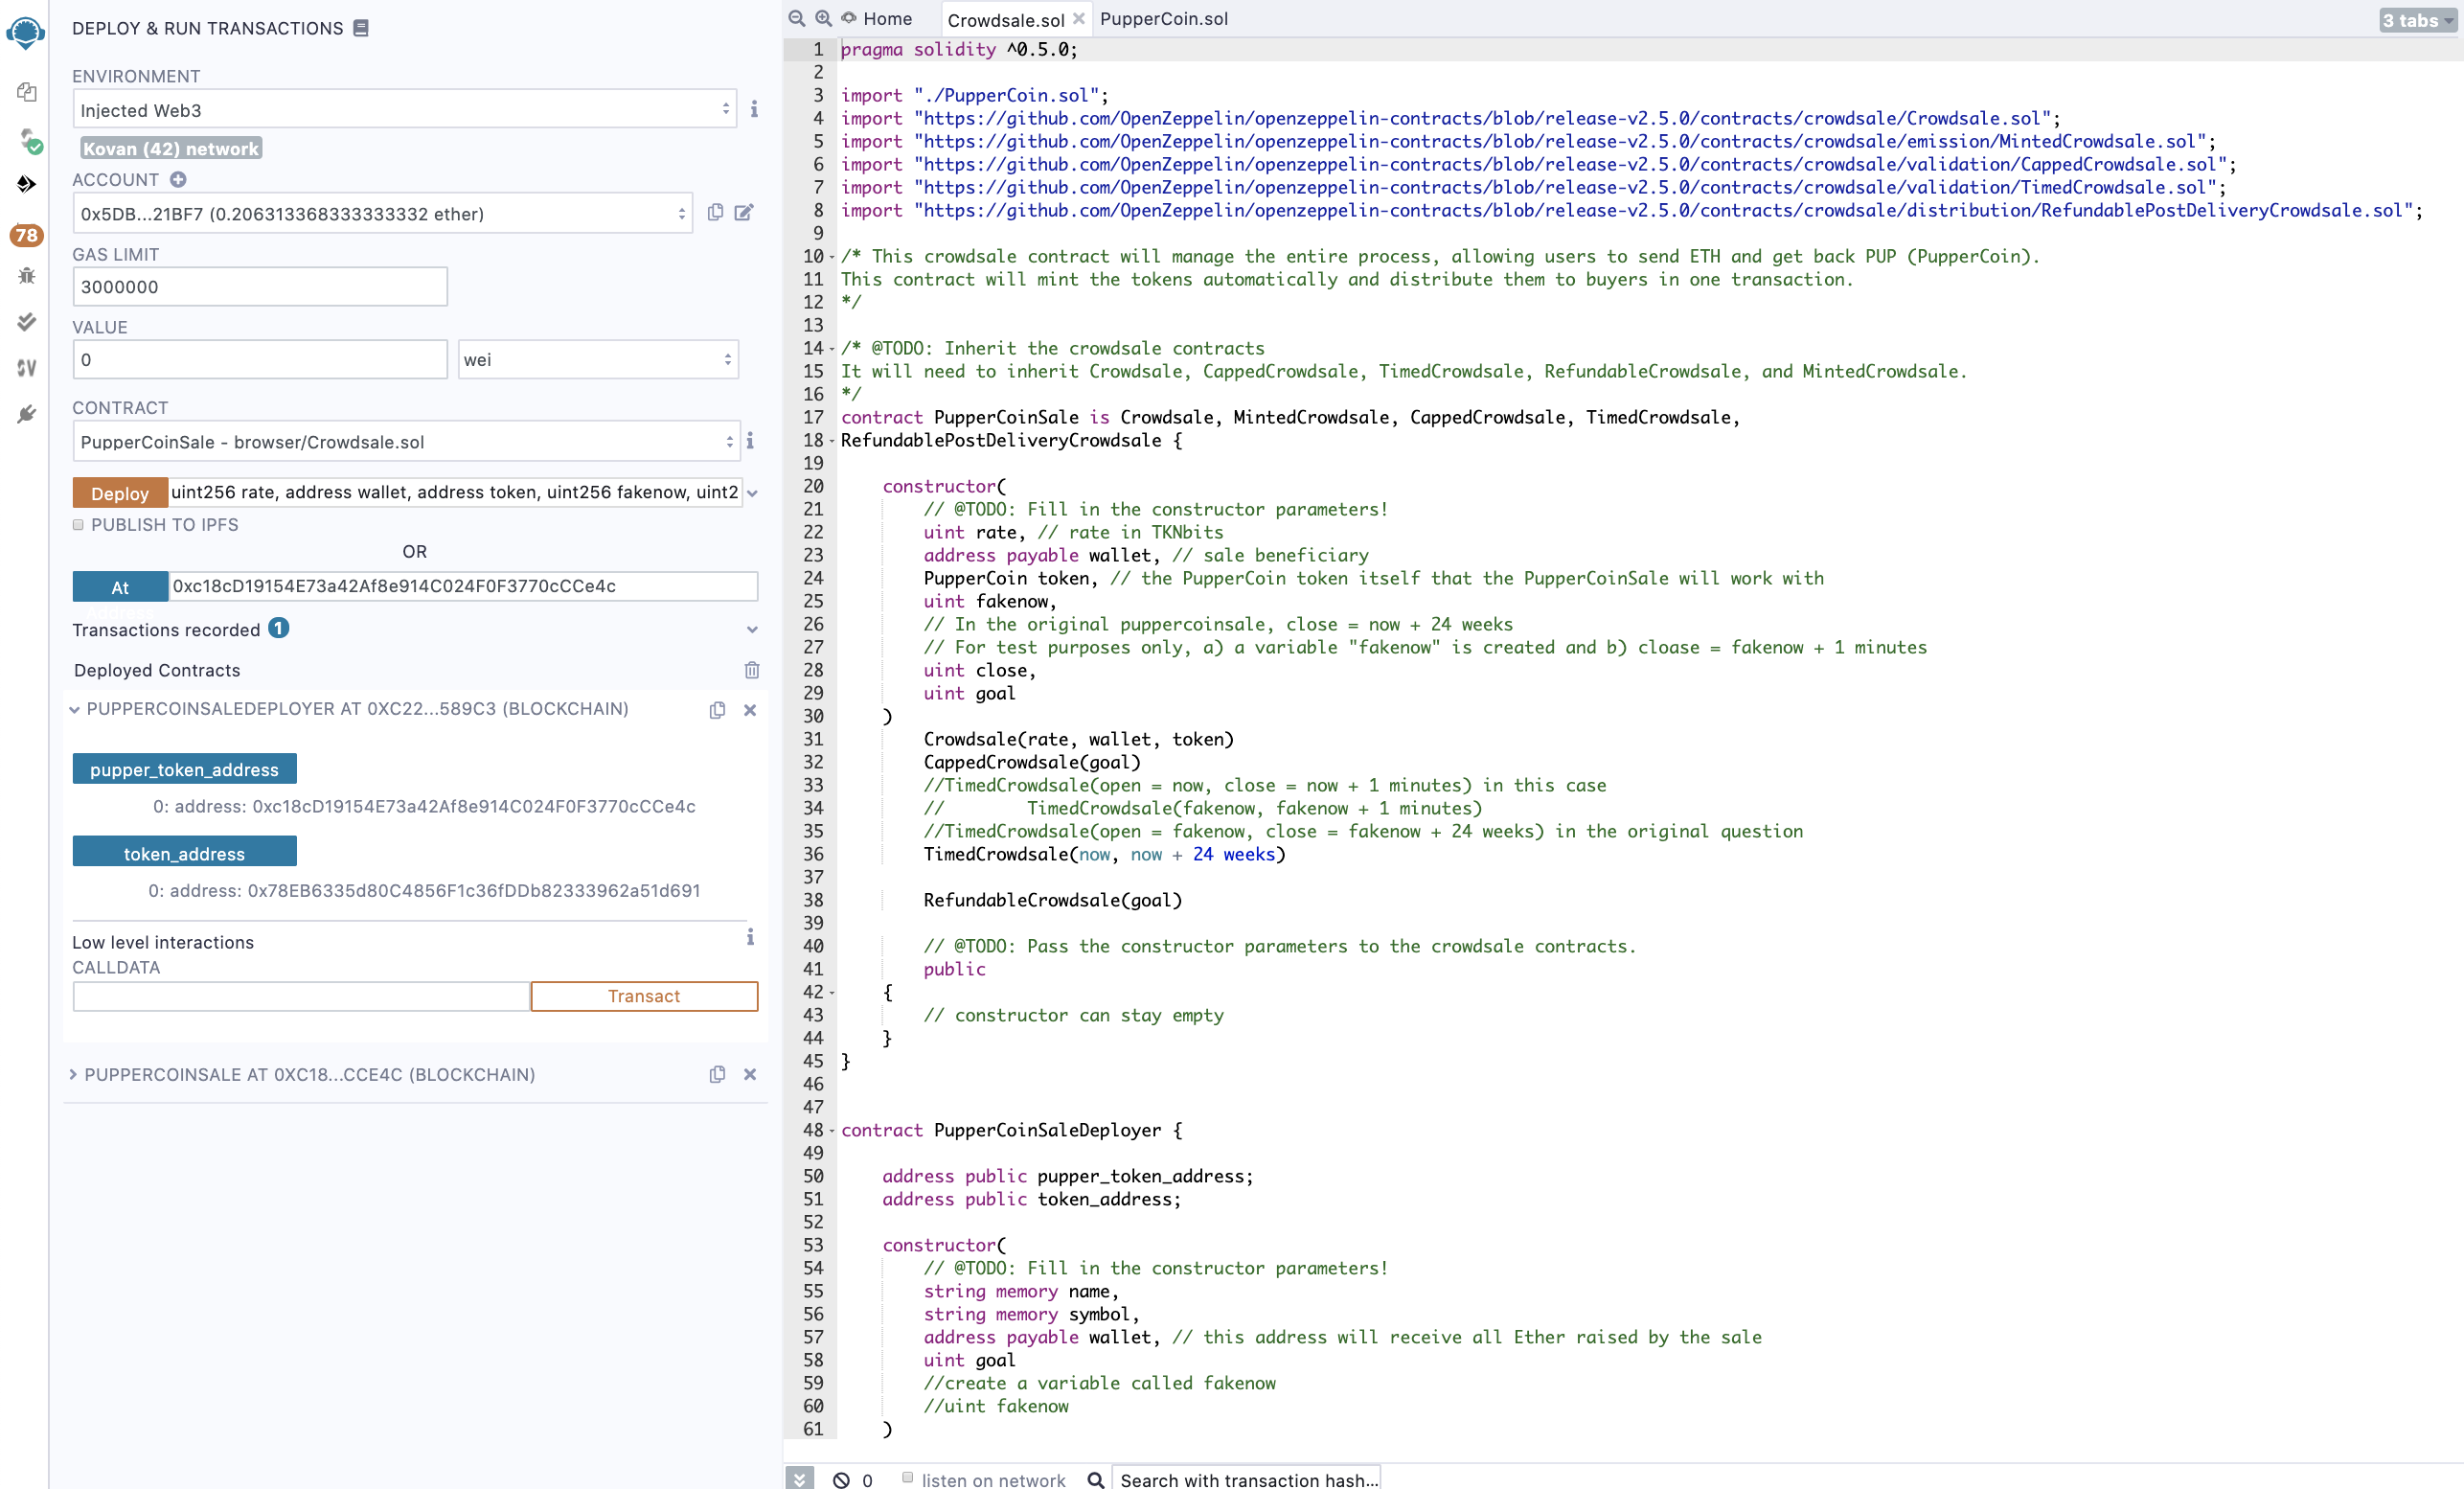 DEPLOY & RUN TRANSACTIONS
ENVIRONMENT
Injected Web3
Kovan (42) network
ACCOUNT
0x5DB...21BF7 (0.206313368333333332 ether)
78
GAS LIMIT
3000000
VALUE
0
wei
CONTRACT
PupperCoinSale - browser/Crowdsale.sol
Deploy
uint256 rate, address wallet, address token, uint256 fakenow, uint2
PUBLISH TO IPFS
OR
At
Address
0xc18cD19154E73a42Af8e914C024F0F3770cCCe4c
Transactions recorded 1
Deployed Contracts
PUPPERCOINSALEDEPLOYER AT 0XC22...589C3 (BLOCKCHAIN)
pupper_token_address
0: address: 0xc18cD19154E73a42Af8e914C024F0F3770cCCe4c
token_address
0: address: 0x78EB6335d80C4856F1c36fDDb82333962a51d691
Low level interactions
CALLDATA
Transact
PUPPERCOINSALE AT 0XC18...CCE4C (BLOCKCHAIN)
Home
Crowdsale.sol
PupperCoin.sol
3 tabs
1 pragma solidity ^0.5.0;
2
3 import "./PupperCoin.sol";
4 import "https://github.com/OpenZeppelin/openzeppelin-contracts/blob/release-v2.5.0/contracts/crowdsale/Crowdsale.sol";
5 import "https://github.com/OpenZeppelin/openzeppelin-contracts/blob/release-v2.5.0/contracts/crowdsale/emission/MintedCrowdsale.sol";
6 import "https://github.com/OpenZeppelin/openzeppelin-contracts/blob/release-v2.5.0/contracts/crowdsale/validation/CappedCrowdsale.sol";
7 import "https://github.com/OpenZeppelin/openzeppelin-contracts/blob/release-v2.5.0/contracts/crowdsale/validation/TimedCrowdsale.sol";
8 import "https://github.com/OpenZeppelin/openzeppelin-contracts/blob/release-v2.5.0/contracts/crowdsale/distribution/RefundablePostDeliveryCrowdsale.sol";
9
10 /* This crowdsale contract will manage the entire process, allowing users to send ETH and get back PUP (PupperCoin).
11 This contract will mint the tokens automatically and distribute them to buyers in one transaction.
12 */
13
14 /* @TODO: Inherit the crowdsale contracts
15 It will need to inherit Crowdsale, CappedCrowdsale, TimedCrowdsale, RefundableCrowdsale, and MintedCrowdsale.
16 */
17 contract PupperCoinSale is Crowdsale, MintedCrowdsale, CappedCrowdsale, TimedCrowdsale,
18 RefundablePostDeliveryCrowdsale {
19
20 constructor(
21 // @TODO: Fill in the constructor parameters!
22 uint rate, // rate in TKNbits
23 address payable wallet, // sale beneficiary
24 PupperCoin token, // the PupperCoin token itself that the PupperCoinSale will work with
25 uint fakenow,
26 // In the original puppercoinsale, close = now + 24 weeks
27 // For test purposes only, a) a variable "fakenow" is created and b) cloase = fakenow + 1 minutes
28 uint close,
29 uint goal
30 )
31 Crowdsale(rate, wallet, token)
32 CappedCrowdsale(goal)
33 //TimedCrowdsale(open = now, close = now + 1 minutes) in this case
34 // TimedCrowdsale(fakenow, fakenow + 1 minutes)
35 //TimedCrowdsale(open = fakenow, close = fakenow + 24 weeks) in the original question
36 TimedCrowdsale(now, now + 24 weeks)
37
38 RefundableCrowdsale(goal)
39
40 // @TODO: Pass the constructor parameters to the crowdsale contracts.
41 public
42 {
43 // constructor can stay empty
44 }
45 }
46
47
48 contract PupperCoinSaleDeployer {
49
50 address public pupper_token_address;
51 address public token_address;
52
53 constructor(
54 // @TODO: Fill in the constructor parameters!
55 string memory name,
56 string memory symbol,
57 address payable wallet, // this address will receive all Ether raised by the sale
58 uint goal
59 //create a variable called fakenow
60 //uint fakenow
61 )
0
listen on network
Search with transaction hash...